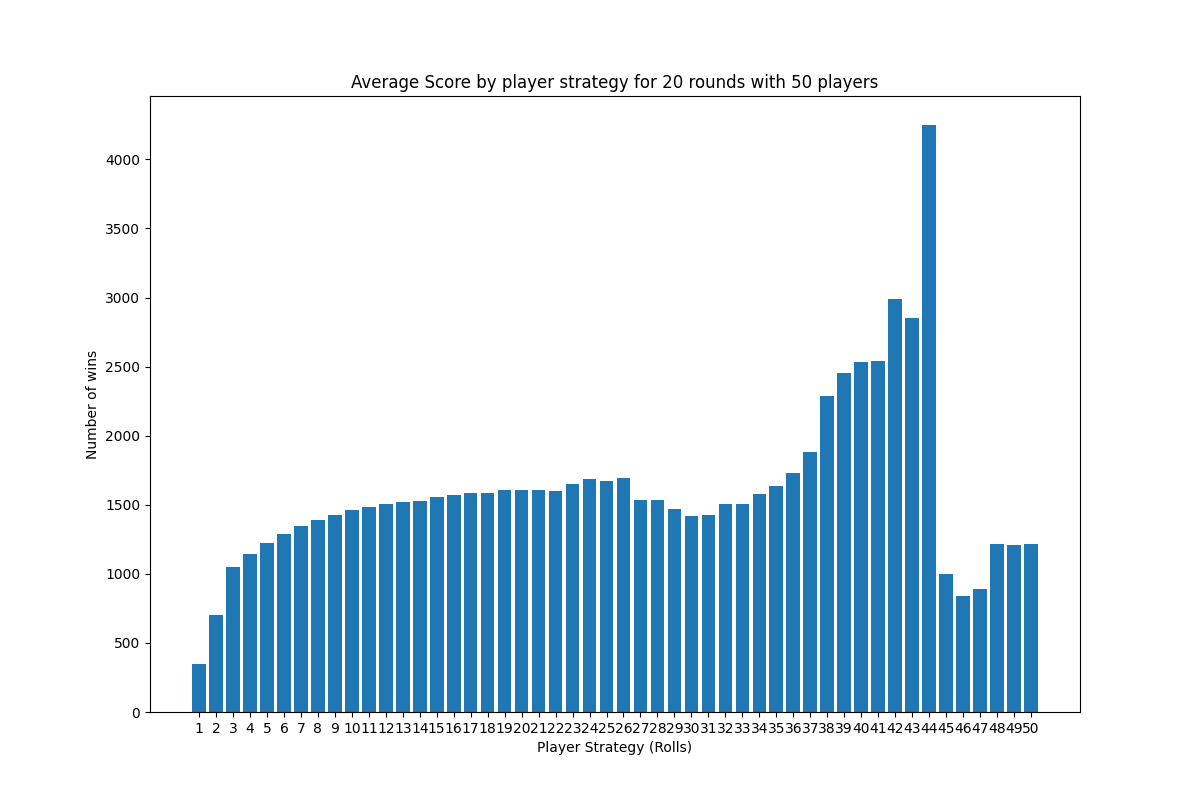 Average Score by player strategy for 20 rounds with 50 players
4000
3500
3000
2500
2000
1500
1000
500
0
Number of wins
1 2 3 4 5 6 7 8 9 10 11 12 13 14 15 16 17 18 19 20 21 22 23 24 25 26 27 28 29 30 31 32 33 34 35 36 37 38 39 40 41 42 43 44 45 46 47 48 49 50
Player Strategy (Rolls)